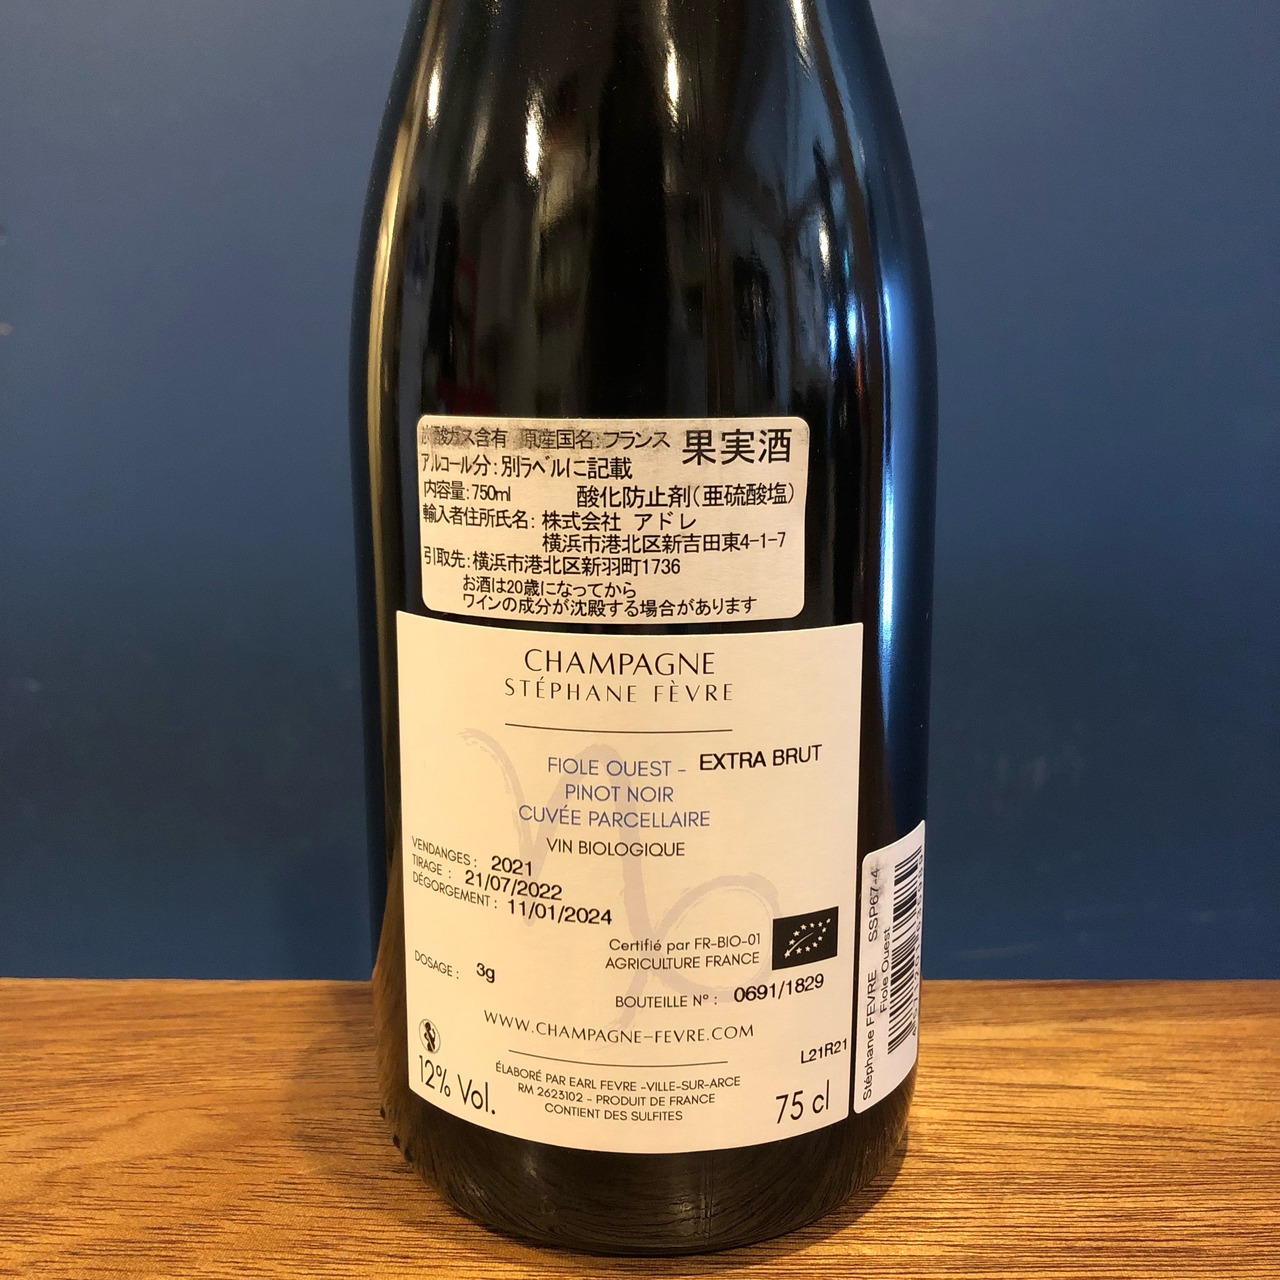 炭酸ガス含有 原産国名:フランス 果実酒
アルコール分:別ラベルに記載
内容量:750ml 酸化防止剤(亜硫酸塩)
輸入者住所氏名:株式会社 アドレ
横浜市港北区新吉田東4-1-7
引取先:横浜市港北区新羽町1736
お酒は20歳になってから
ワインの成分が沈殿する場合があります
CHAMPAGNE
STÉPHANE FÈVRE
FIOLE OUEST - EXTRA BRUT
PINOT NOIR
CUVÉE PARCELLAIRE
VIN BIOLOGIQUE
VENDANGES : 2021
TIRAGE : 21/07/2022
DÉGORGEMENT : 11/01/2024
Certifié par FR-BIO-01
AGRICULTURE FRANCE
DOSAGE : 3g
BOUTEILLE N° : 0691/1829
WWW.CHAMPAGNE-FEVRE.COM
L21R21
12% Vol.
ÉLABORÉ PAR EARL FEVRE -VILLE-SUR-ARCE
RM 2623102 - PRODUIT DE FRANCE
CONTIENT DES SULFITES
75 cl
Stéphane FEVRE SSP67-4
Fiole Ouest